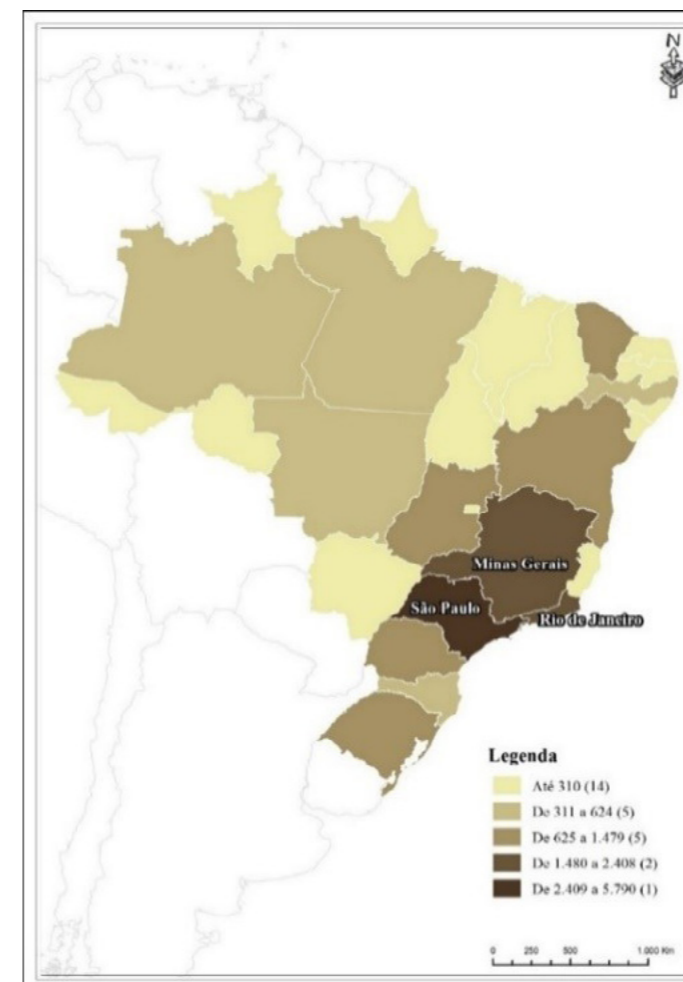 N
Minas Gerais
São Paulo
Rio de Janeiro
Legenda
Até 310 (14)
De 311 a 624 (5)
De 625 a 1.479 (5)
De 1.480 a 2.408 (2)
De 2.409 a 5.790 (1)
0 250 500 1.000 Km